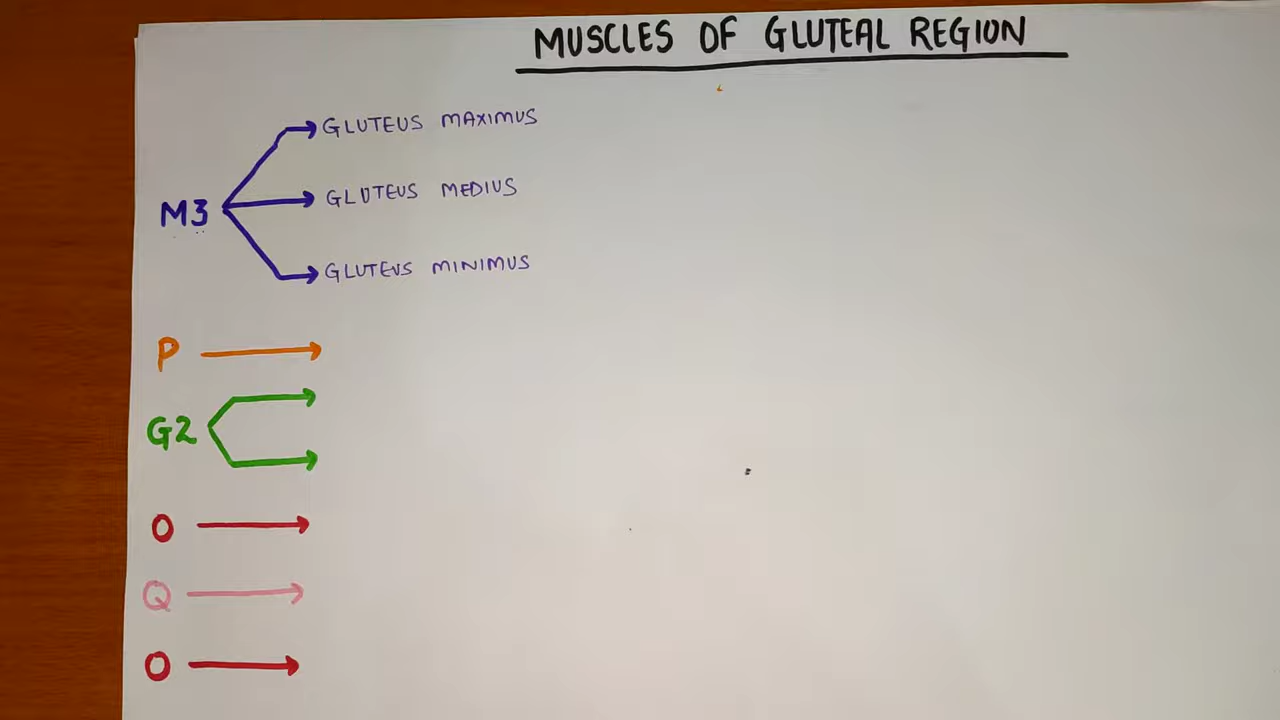 MUSCLES OF GLUTEAL REGION
GLUTEUS MAXIMUS
M3
GLUTEUS MEDIUS
GLUTEUS MINIMUS
P
G2
O
Q
O